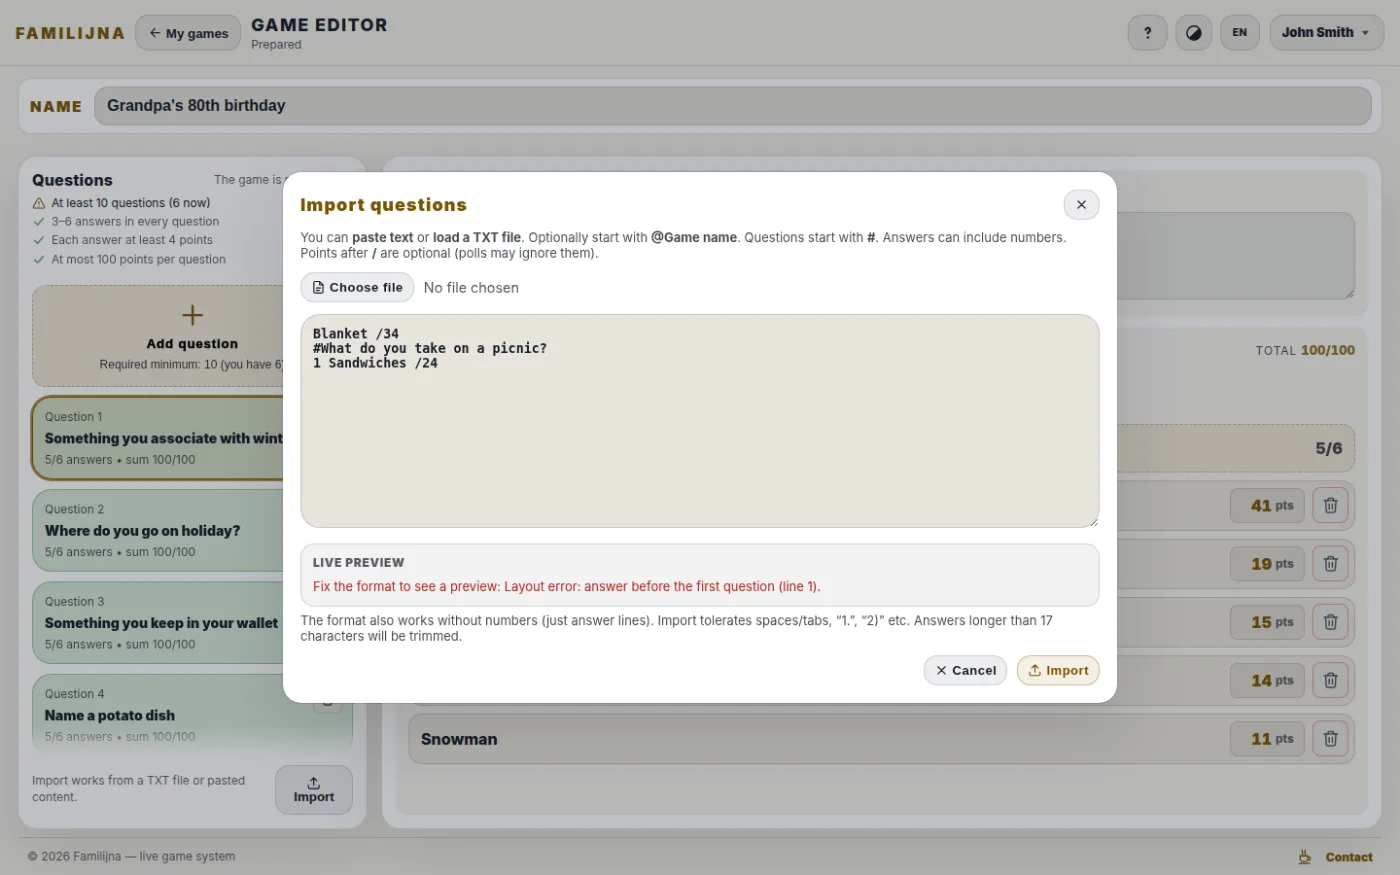 FAMILIJNA
My games
GAME EDITOR
Prepared
?
EN
John Smith
NAME
Grandpa's 80th birthday
Questions
The game is
At least 10 questions (6 now)
3–6 answers in every question
Each answer at least 4 points
At most 100 points per question
Add question
Required minimum: 10 (you have 6)
Question 1
Something you associate with wint
5/6 answers • sum 100/100
Question 2
Where do you go on holiday?
5/6 answers • sum 100/100
Question 3
Something you keep in your wallet
5/6 answers • sum 100/100
Question 4
Name a potato dish
5/6 answers • sum 100/100
Import works from a TXT file or pasted
content.
Import
Import questions
You can paste text or load a TXT file. Optionally start with @Game name. Questions start with #. Answers can include numbers.
Points after / are optional (polls may ignore them).
Choose file
No file chosen
Blanket /34
#What do you take on a picnic?
1 Sandwiches /24
LIVE PREVIEW
Fix the format to see a preview: Layout error: answer before the first question (line 1).
The format also works without numbers (just answer lines). Import tolerates spaces/tabs, “1.”, “2)” etc. Answers longer than 17
characters will be trimmed.
Cancel
Import
TOTAL 100/100
5/6
41 pts
19 pts
15 pts
14 pts
Snowman
11 pts
© 2026 Familijna — live game system
Contact